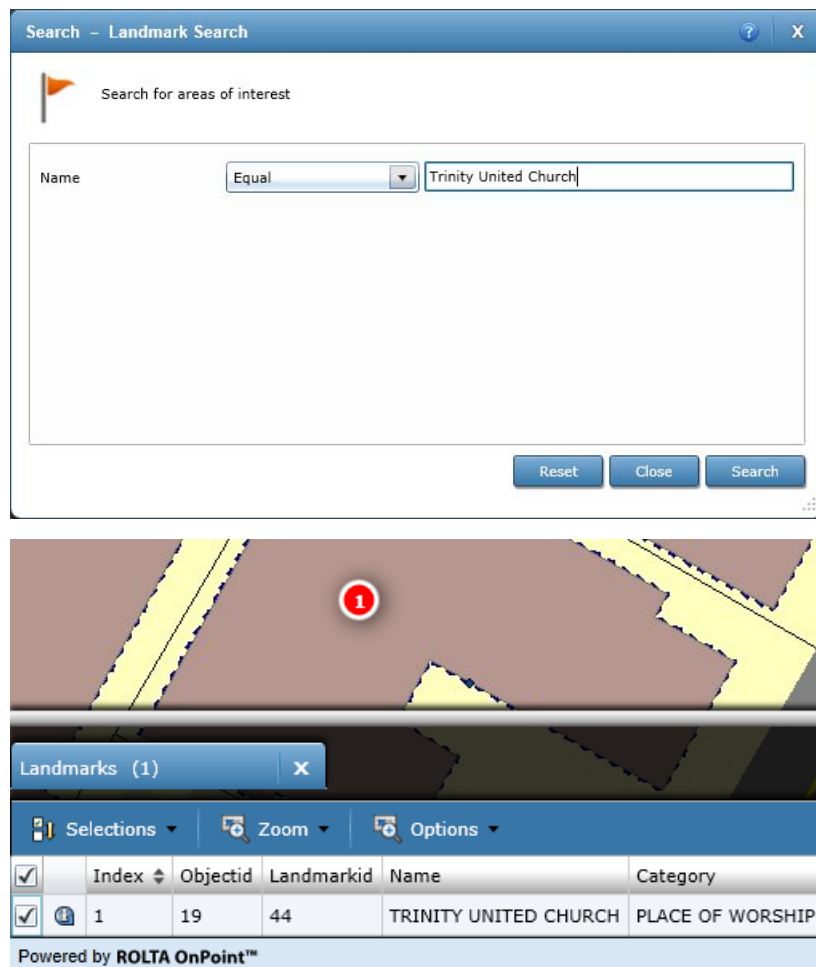 Search – Landmark Search ? X
Search for areas of interest
Name Equal Trinity United Church
Reset Close Search
1
Landmarks (1) X
Selections Zoom Options
Index Objectid Landmarkid Name Category
1 19 44 TRINITY UNITED CHURCH PLACE OF WORSHIP
Powered by ROLTA OnPoint™